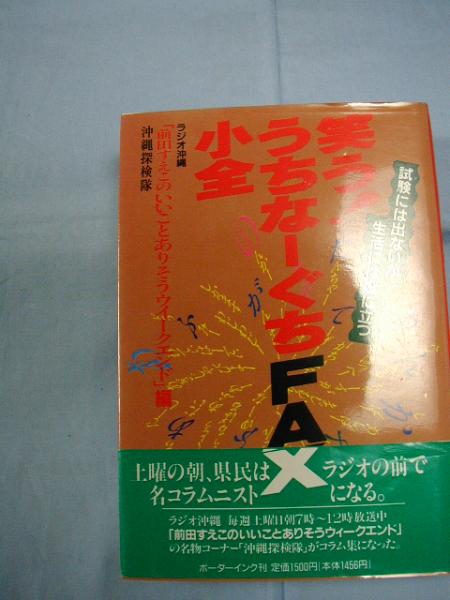 試験には出ない
生活 立つ
笑う
うちなーぐちFAX
小全
ラジオ沖縄
「前田すえこのいいことありそうウイークエンド」編
沖縄探検隊
土曜の朝、県民は ラジオの前で
名コラムニスト になる。
ラジオ沖縄 毎週土曜日朝7時〜12時放送中
「前田すえこのいいことありそうウィークエンド」
の名物コーナー「沖縄探検隊」がコラム集になった。
ボーダーインク刊 定価1500円[本体1456円]